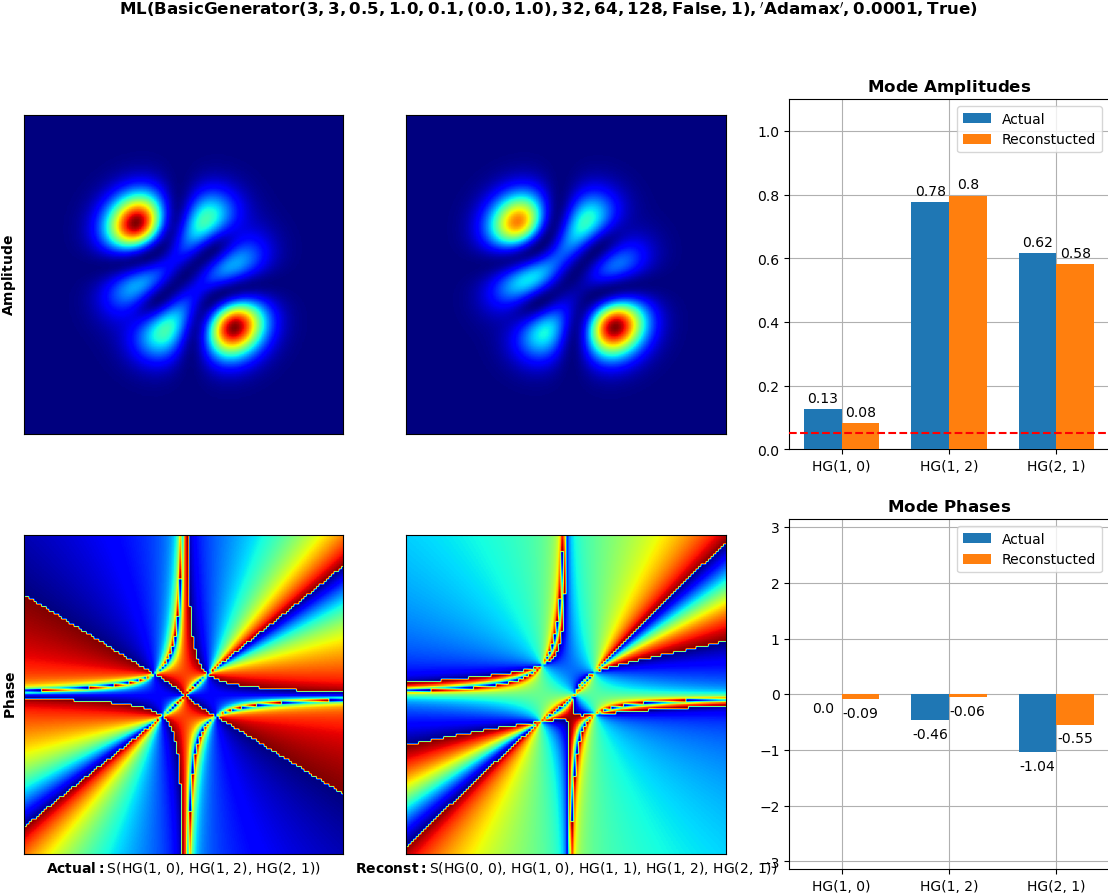 ML(BasicGenerator(3, 3, 0.5, 1.0, 0.1, (0.0, 1.0), 32, 64, 128, False, 1), ′Adamax′, 0.0001, True)
Amplitude
Mode Amplitudes
Actual
Reconstucted
1.0
0.8
0.6
0.4
0.2
0.0
0.13
0.08
0.78
0.8
0.62
0.58
HG(1, 0)
HG(1, 2)
HG(2, 1)
Phase
Actual: S(HG(1, 0), HG(1, 2), HG(2, 1))
Reconst: S(HG(0, 0), HG(1, 0), HG(1, 1), HG(1, 2), HG(2, 1))
Mode Phases
Actual
Reconstucted
3
2
1
0
−1
−2
−3
0.0
-0.09
-0.46
-0.06
-1.04
-0.55
HG(1, 0)
HG(1, 2)
HG(2, 1)